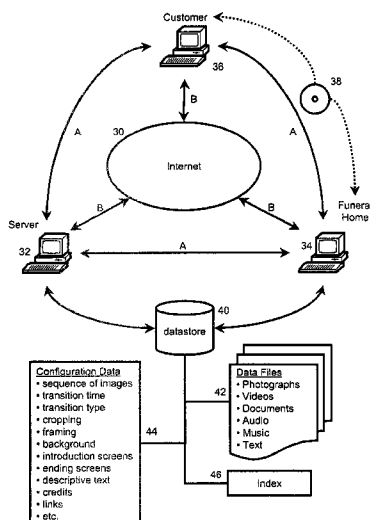 Customer
36
38
B
30
A
A
Internet
Funera
Home
Server
B
B
32
34
A
40
datastore
Configuration Data
• sequence of images
• transition time
• transition type
• cropping
• framing
• background
• introduction screens
• ending screens
• descriptive text
• credits
• links
• etc.
44
42
Data Files
• Photographs
• Videos
• Documents
• Audio
• Music
• Text
46
Index